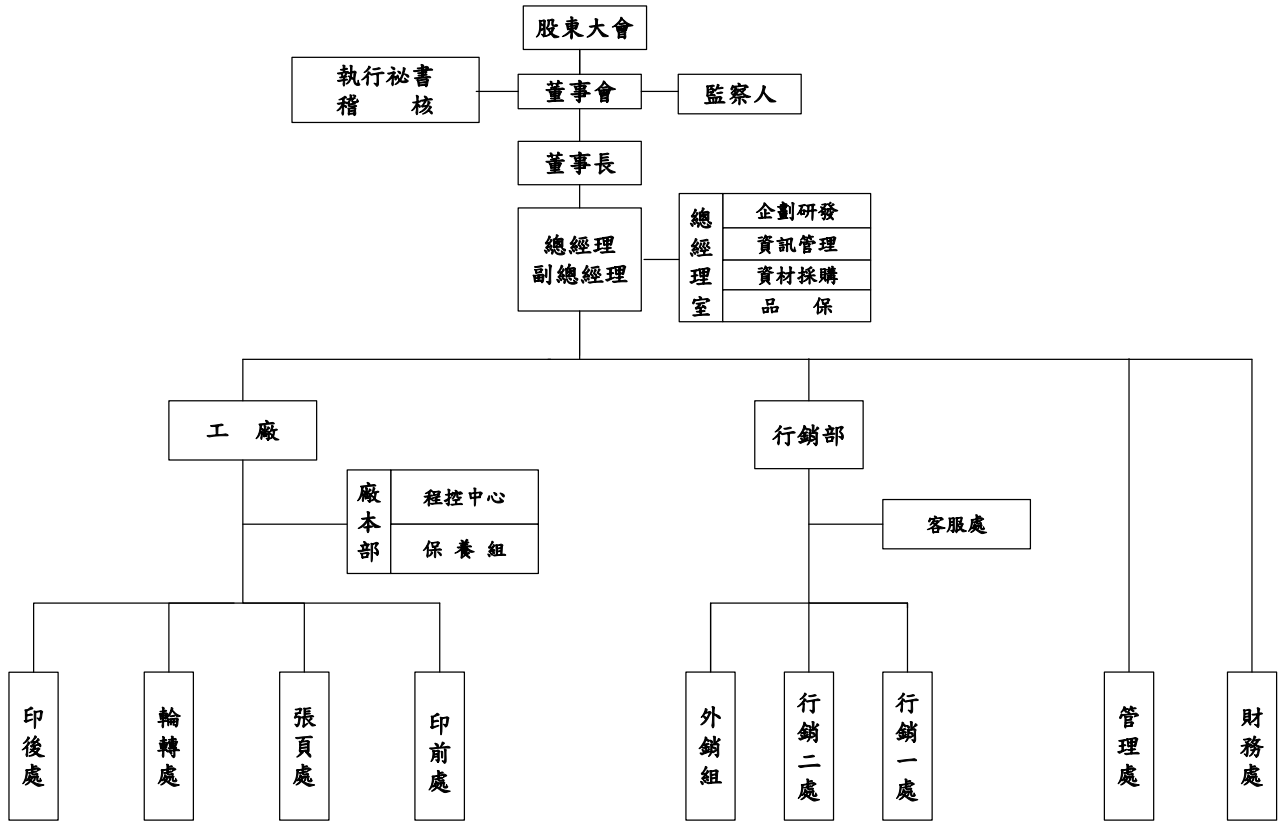 股東大會
執行祕書
稽 核
董事會
監察人
董事長
總經理
副總經理
總經理室
企劃研發
資訊管理
資材採購
品 保
工 廠
行銷部
廠本部
程控中心
保養組
客服處
印後處
輪轉處
張頁處
印前處
外銷組
行銷二處
行銷一處
管理處
財務處